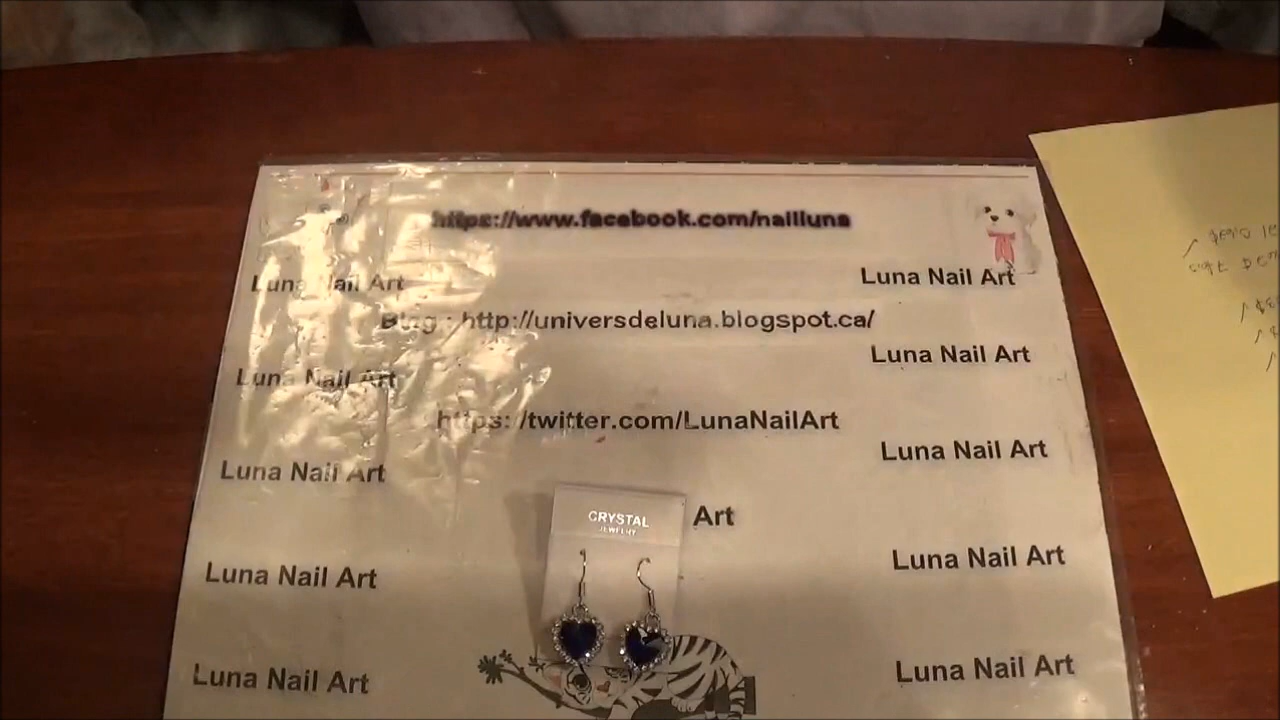 https://www.facebook.com/nailluna
Luna Nail Art
Luna Nail Art
Blog : http://universdeluna.blogspot.ca/
Luna Nail Art
Luna Nail Art
https://twitter.com/LunaNailArt
Luna Nail Art
Luna Nail Art
Art
CRYSTAL
JEWELRY
Luna Nail Art
Luna Nail Art
Luna Nail Art
Luna Nail Art